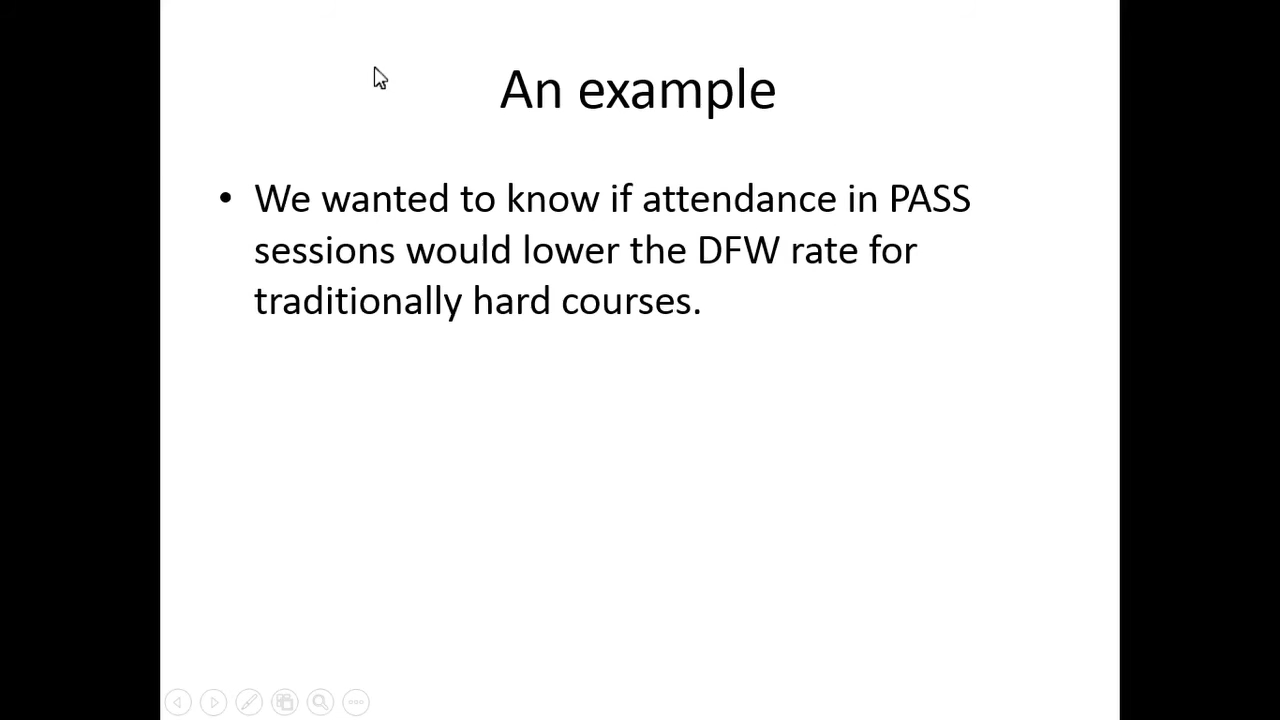 An example
• We wanted to know if attendance in PASS
sessions would lower the DFW rate for
traditionally hard courses.